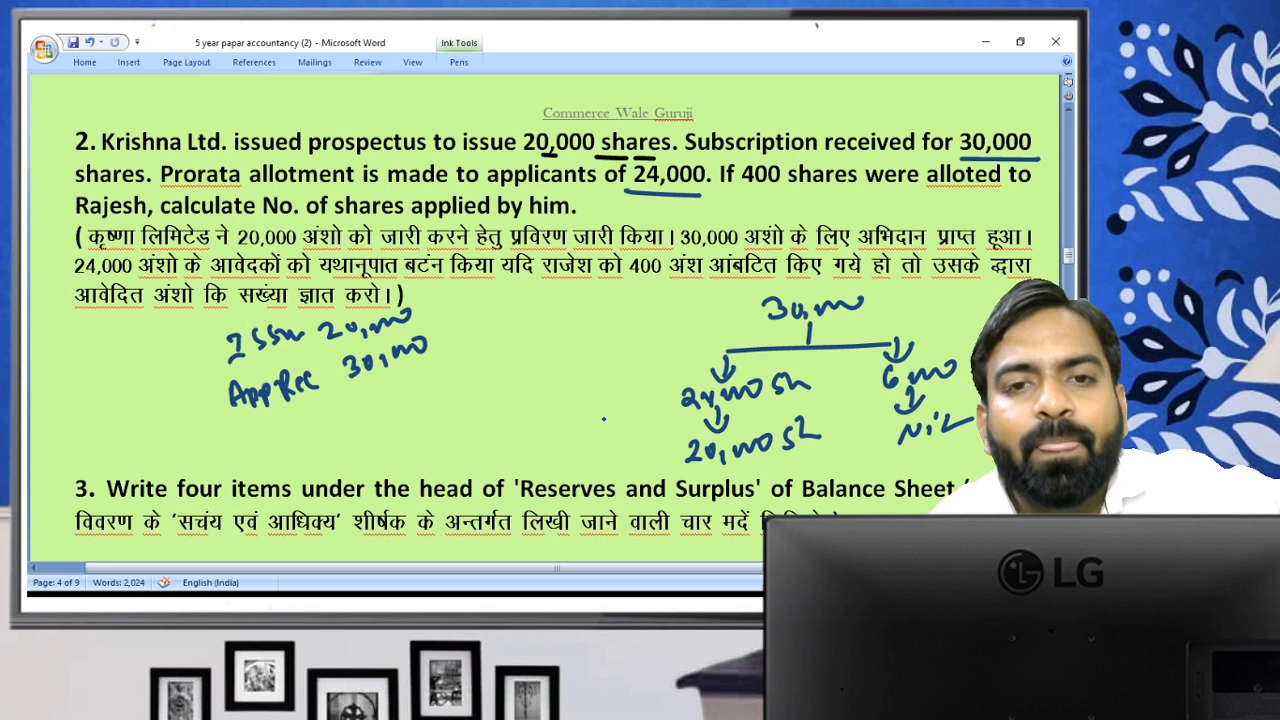 5 year papar accountancy (2) - Microsoft Word
Ink Tools
Home Insert Page Layout References Mailings Review View Pens
Commerce Wale Guruji
2. Krishna Ltd. issued prospectus to issue 20,000 shares. Subscription received for 30,000
shares. Prorata allotment is made to applicants of 24,000. If 400 shares were alloted to
Rajesh, calculate No. of shares applied by him.
( कृष्णा लिमिटेड ने 20,000 अंशो को जारी करने हेतु प्रविरण जारी किया। 30,000 अशों के लिए अभिदान प्राप्त हूआ।
24,000 अंशो के आवेदकों को यथानूपात बटंन किया यदि राजेश को 400 अंश आंबटित किए गये हो तो उसके द्वारा
आवेदित अंशो कि सख्ंया ज्ञात करो। )
Issu 20,000
App Rec 30,000
30,000
24,000 Sh
6,000
20,000 Sh
Nil
3. Write four items under the head of 'Reserves and Surplus' of Balance Sheet
विवरण के 'सचंय एवं आधिक्य' शीर्षक के अन्तर्गत लिखी जाने वाली चार मदें
Page: 4 of 9 Words: 2,024 English (India)
LG